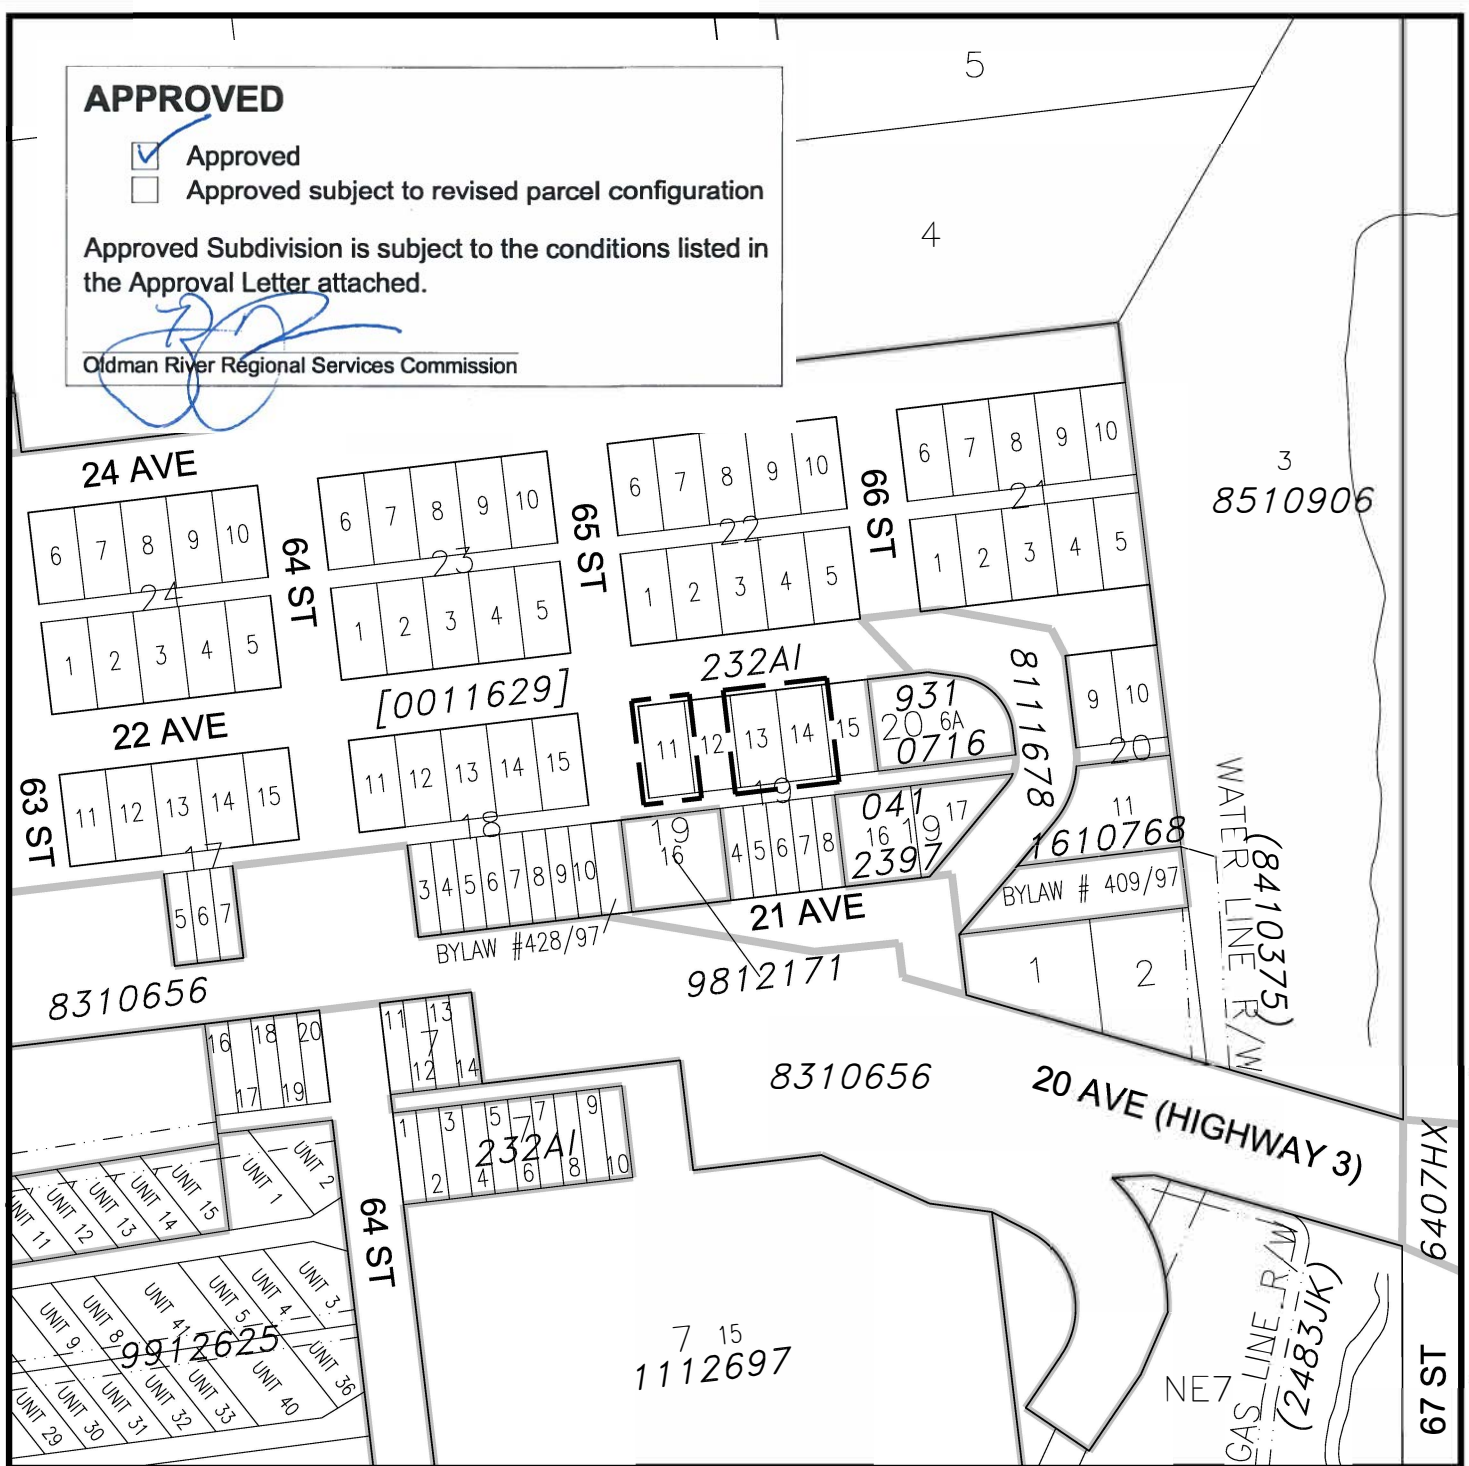 APPROVED
Approved
Approved subject to revised parcel configuration
Approved Subdivision is subject to the conditions listed in
the Approval Letter attached.
Oldman River Regional Services Commission
5
4
3
8510906
24 AVE
6 7 8 9 10
24
1 2 3 4 5
64 ST
6 7 8 9 10
23
1 2 3 4 5
65 ST
6 7 8 9 10
22
1 2 3 4 5
66 ST
6 7 8 9 10
21
1 2 3 4 5
22 AVE
[0011629]
232AI
63 ST
11 12 13 14 15
17
5 6 7
11 12 13 14 15
18
3 4 5 6 7 8 9 10
BYLAW #428/97
11 12 13 14 15
19
931
20 6A
0716
8111678
9 10
20
11
1610768
BYLAW # 409/97
19
16
4 5 6 7 8
041
16 19 17
2397
21 AVE
9812171
1 2
WATER LINE R/W
(8410375)
8310656
8310656
20 AVE (HIGHWAY 3)
16 18 20
17 19
11 13
7
12 14
1 3 5 7 9
7
232AI
2 4 6 8 10
64 ST
UNIT 1
UNIT 2
UNIT 11
UNIT 12
UNIT 13
UNIT 14
UNIT 15
UNIT 9
UNIT 8
UNIT 41
UNIT 5
UNIT 4
UNIT 3
9912625
UNIT 29
UNIT 30
UNIT 31
UNIT 32
UNIT 33
UNIT 40
UNIT 36
7 15
1112697
NE7
GAS LINE R/W
(2483JK)
6407HX
67 ST